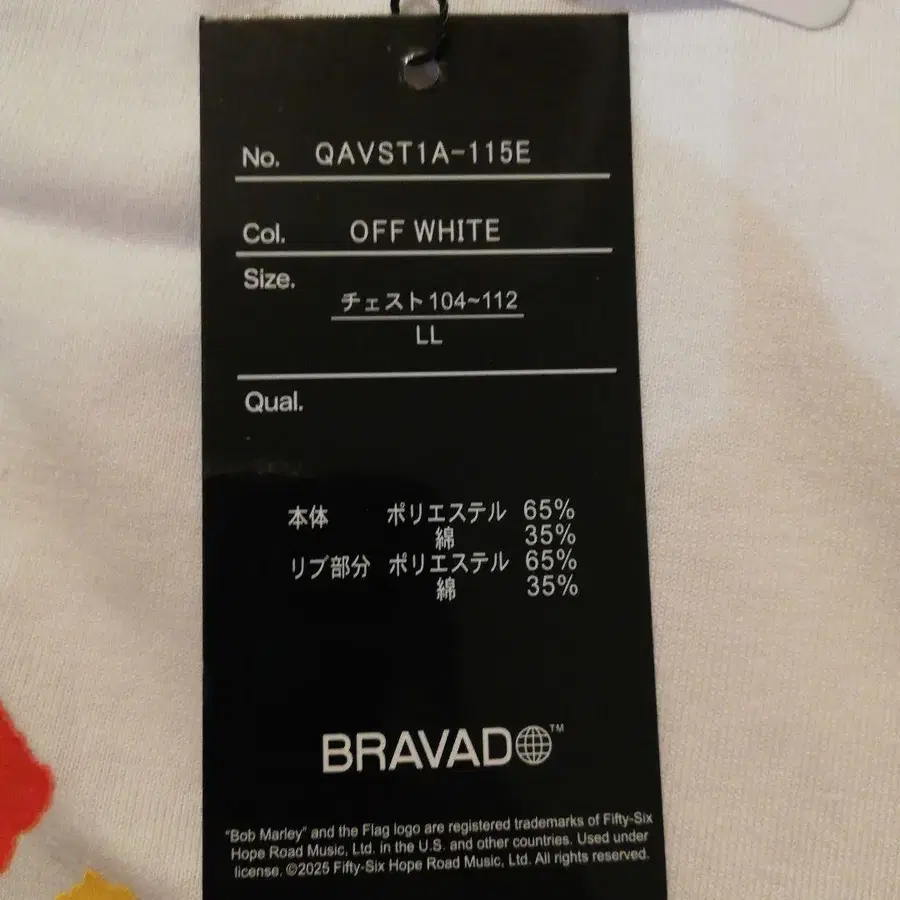 No. QAVST1A-115E
Col. OFF WHITE
Size.
チェスト104~112
LL
Qual.
本体 ポリエステル 65%
綿 35%
リブ部分 ポリエステル 65%
綿 35%
BRAVADO™
"Bob Marley" and the Flag logo are registered trademarks of Fifty-Six
Hope Road Music, Ltd. in the U.S. and other countries. Used under
license. ©2025 Fifty-Six Hope Road Music, Ltd. All rights reserved.